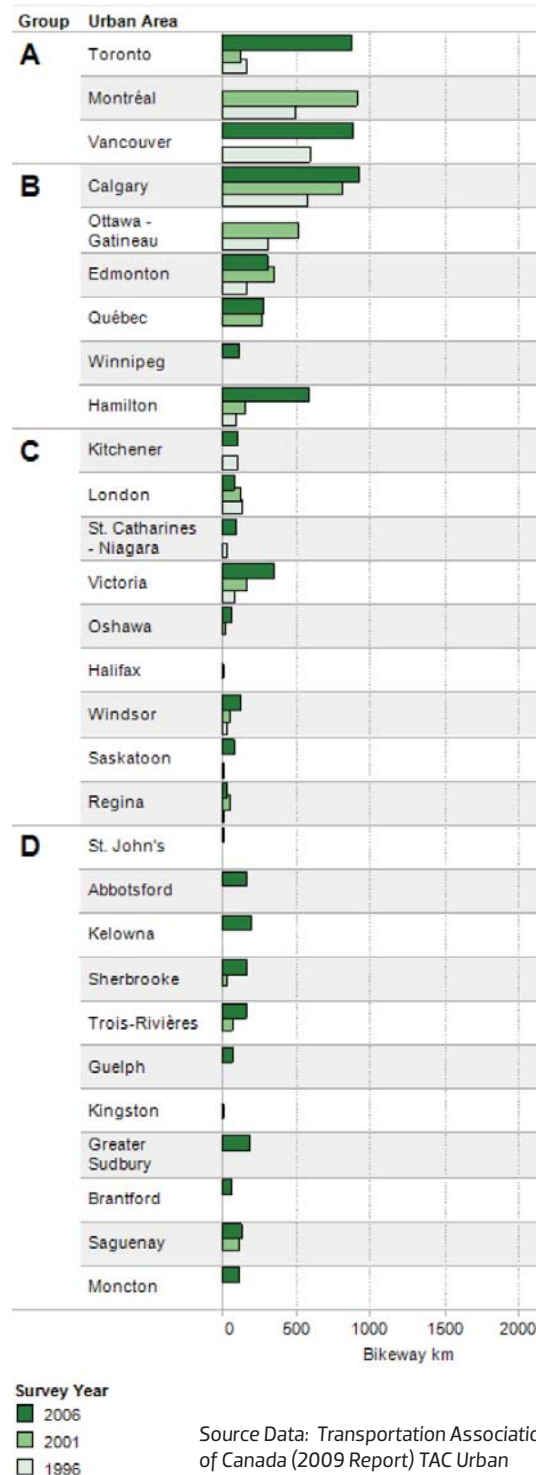 Group Urban Area
A Toronto
Montréal
Vancouver
B Calgary
Ottawa -
Gatineau
Edmonton
Québec
Winnipeg
Hamilton
C Kitchener
London
St. Catharines
- Niagara
Victoria
Oshawa
Halifax
Windsor
Saskatoon
Regina
D St. John's
Abbotsford
Kelowna
Sherbrooke
Trois-Rivières
Guelph
Kingston
Greater
Sudbury
Brantford
Saguenay
Moncton
0 500 1000 1500 2000
Bikeway km
Survey Year
2006
2001
1996
Source Data: Transportation Associatio
of Canada (2009 Report) TAC Urban